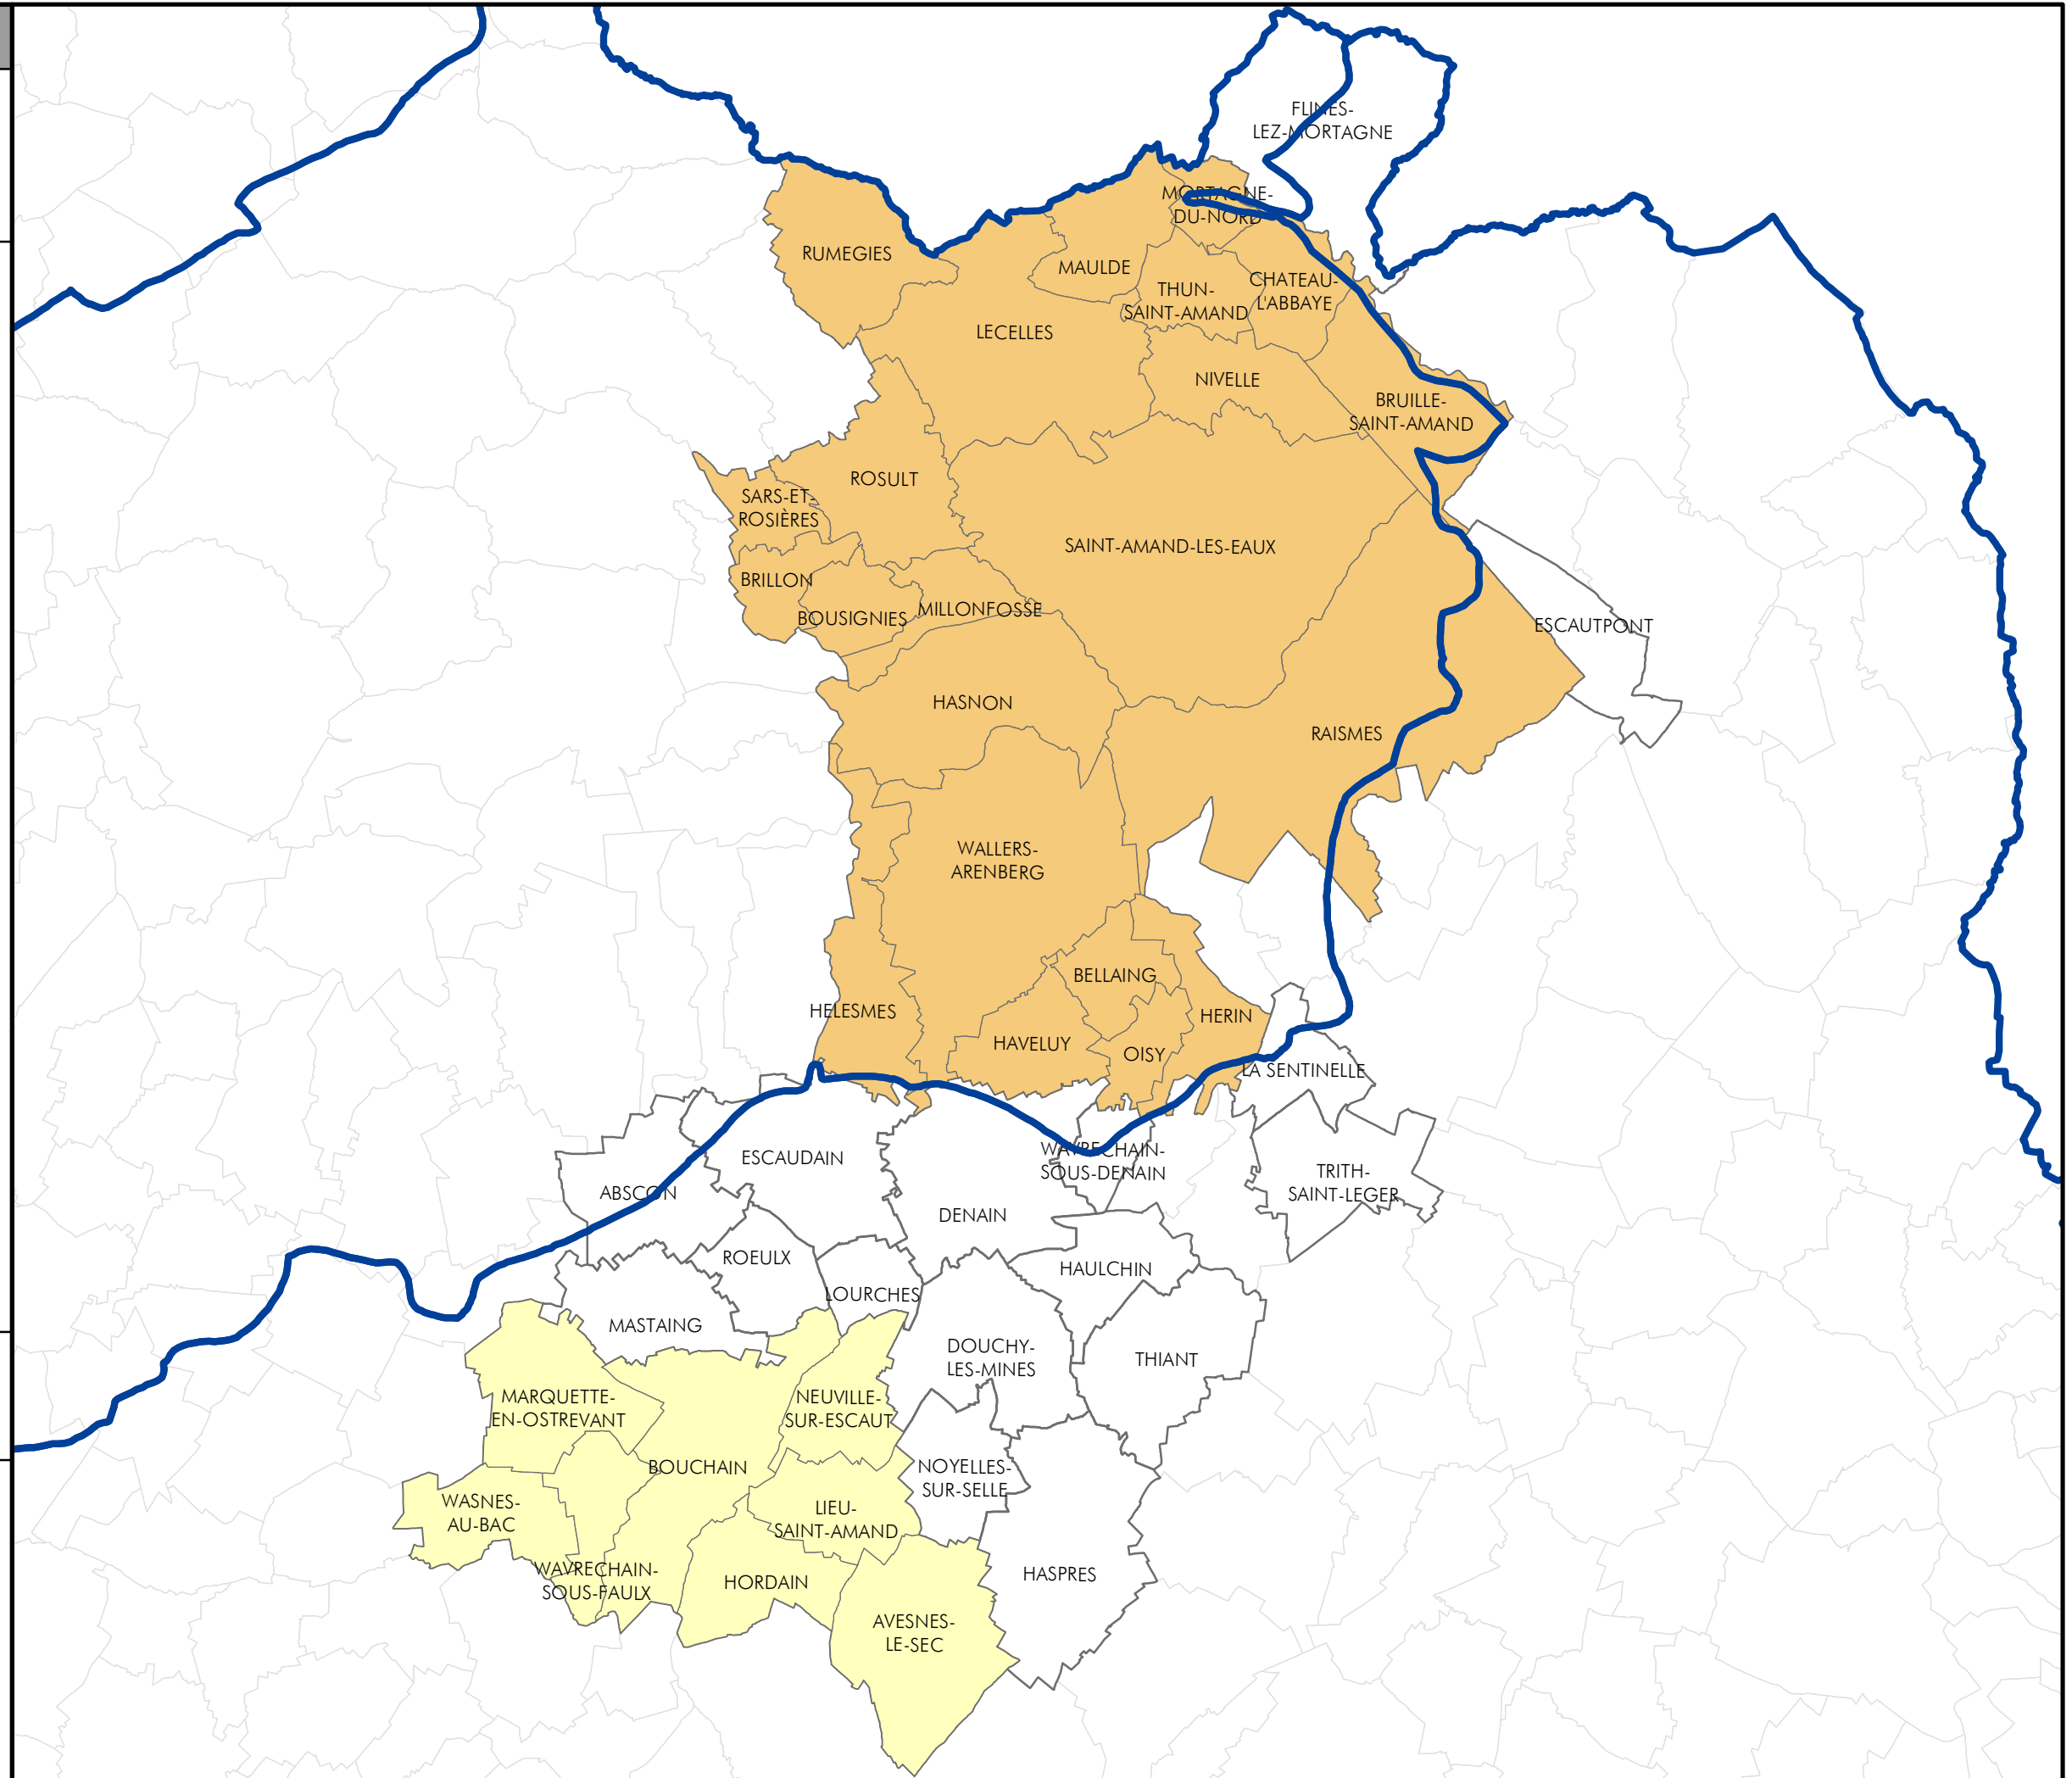 FLINES-
LEZ-MORTAGNE
MORTAGNE-
DU-NORD
RUMEGIES
MAULDE
THUN-
SAINT-AMAND
CHATEAU-
L'ABBAYE
LECELLES
NIVELLE
BRUILLE-
SAINT-AMAND
ROSULT
SARS-ET-
ROSIÈRES
SAINT-AMAND-LES-EAUX
BRILLON
BOUSIGNIES
MILLONFOSSE
ESCAUTPONT
HASNON
RAISMES
WALLERS-
ARENBERG
BELLAING
HELESMES
HERIN
HAVELUY
OISY
LA SENTINELLE
WAVRECHAIN-
SOUS-DENAIN
ESCAUDAIN
TRITH-
SAINT-LEGER
ABSCON
DENAIN
ROEULX
HAULCHIN
LOURCHES
MASTAING
DOUCHY-
LES-MINES
THIANT
MARQUETTE-
EN-OSTREVANT
NEUVILLE-
SUR-ESCAUT
BOUCHAIN
NOYELLES-
SUR-SELLE
WASNES-
AU-BAC
LIEU-
SAINT-AMAND
WAVRECHAIN-
SOUS-FAULX
HORDAIN
HASPRES
AVESNES-
LE-SEC